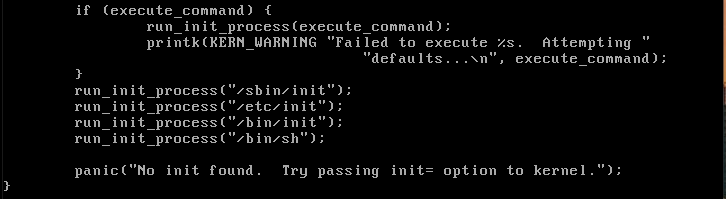 if (execute_command) {
run_init_process(execute_command);
printk(KERN_WARNING "Failed to execute %s.  Attempting "
"defaults...\n", execute_command);
}
run_init_process("/sbin/init");
run_init_process("/etc/init");
run_init_process("/bin/init");
run_init_process("/bin/sh");
panic("No init found.  Try passing init= option to kernel.");
}